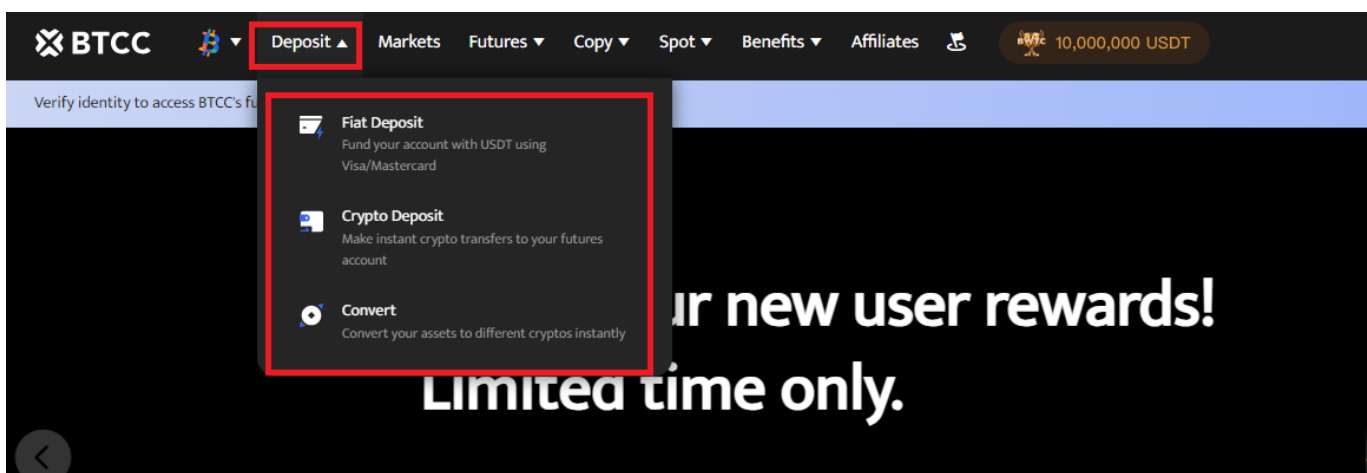 BTCC
Deposit ▲
Markets
Futures ▼
Copy ▼
Spot ▼
Benefits ▼
Affiliates
10,000,000 USDT
Verify identity to access BTCC's
Fiat Deposit
Fund your account with USDT using
Visa/Mastercard
Crypto Deposit
Make instant crypto transfers to your futures
account
Convert
Convert your assets to different cryptos instantly
new user rewards!
Limited time only.